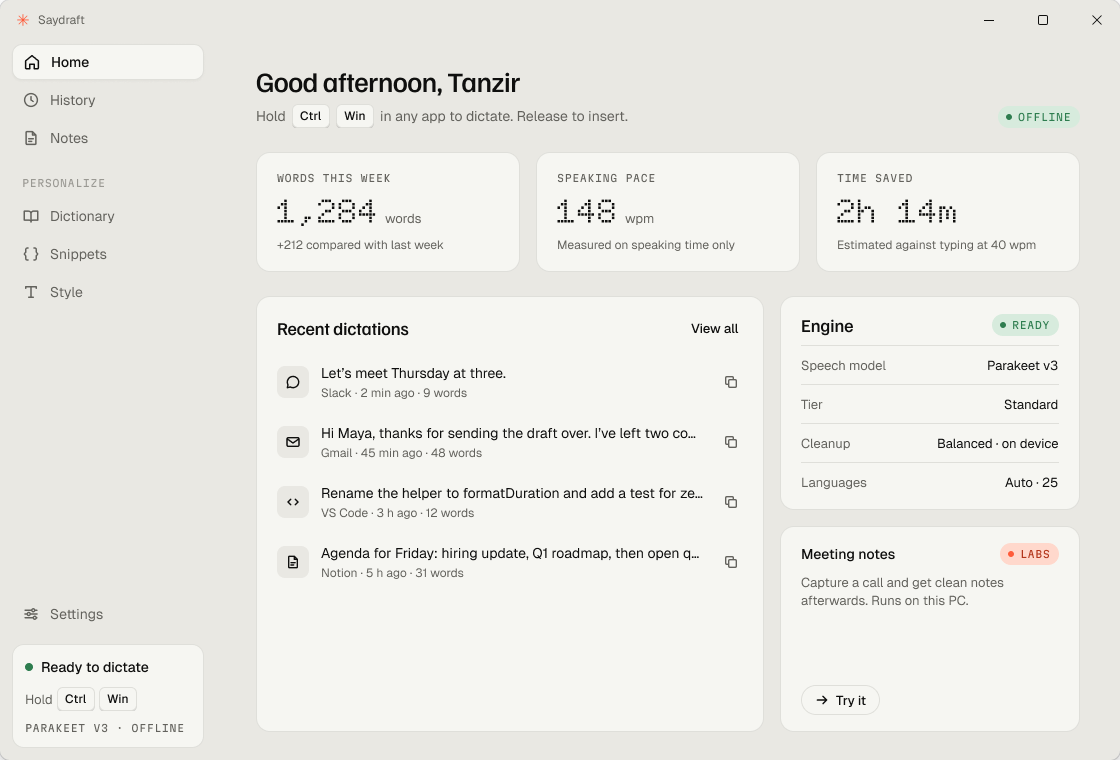 Saydraft
Home
History
Notes
PERSONALIZE
Dictionary
Snippets
Style
Settings
Ready to dictate
Hold Ctrl Win
PARAKEET V3 · OFFLINE
Good afternoon, Tanzir
Hold Ctrl Win in any app to dictate. Release to insert.
OFFLINE
WORDS THIS WEEK
1,284 words
+212 compared with last week
SPEAKING PACE
148 wpm
Measured on speaking time only
TIME SAVED
2h 14m
Estimated against typing at 40 wpm
Recent dictations
View all
Let’s meet Thursday at three.
Slack · 2 min ago · 9 words
Hi Maya, thanks for sending the draft over. I’ve left two co…
Gmail · 45 min ago · 48 words
Rename the helper to formatDuration and add a test for ze…
VS Code · 3 h ago · 12 words
Agenda for Friday: hiring update, Q1 roadmap, then open q…
Notion · 5 h ago · 31 words
Engine
READY
Speech model Parakeet v3
Tier Standard
Cleanup Balanced · on device
Languages Auto · 25
Meeting notes
LABS
Capture a call and get clean notes
afterwards. Runs on this PC.
Try it